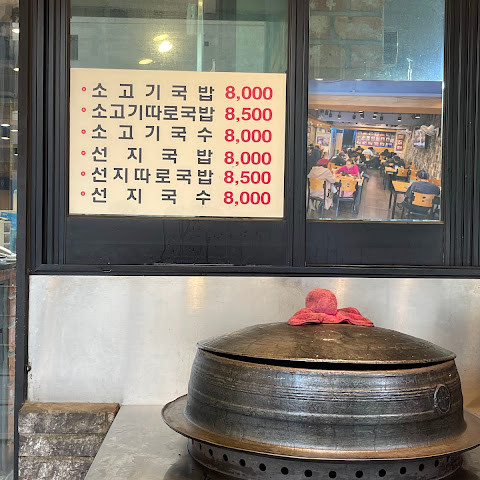 • 소고기국밥 8,000
• 소고기따로국밥 8,500
• 소고기국수 8,000
• 선지국밥 8,000
• 선지따로국밥 8,500
• 선지국수 8,000